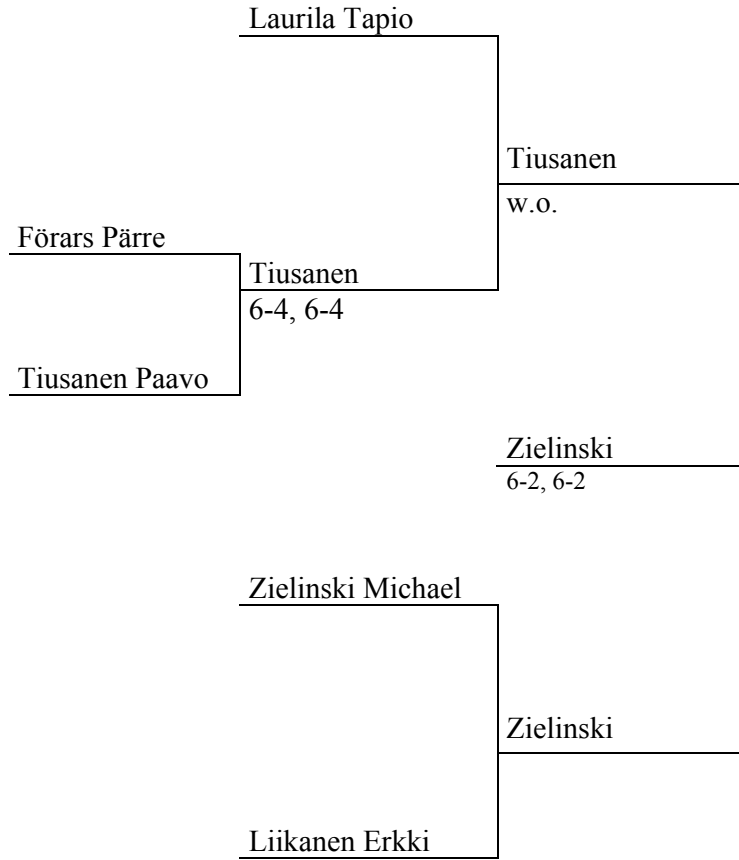 Laurila Tapio
Tiusanen
w.o.
Förars Pärre
Tiusanen
6-4, 6-4
Tiusanen Paavo
Zielinski
6-2, 6-2
Zielinski Michael
Zielinski
Liikanen Erkki